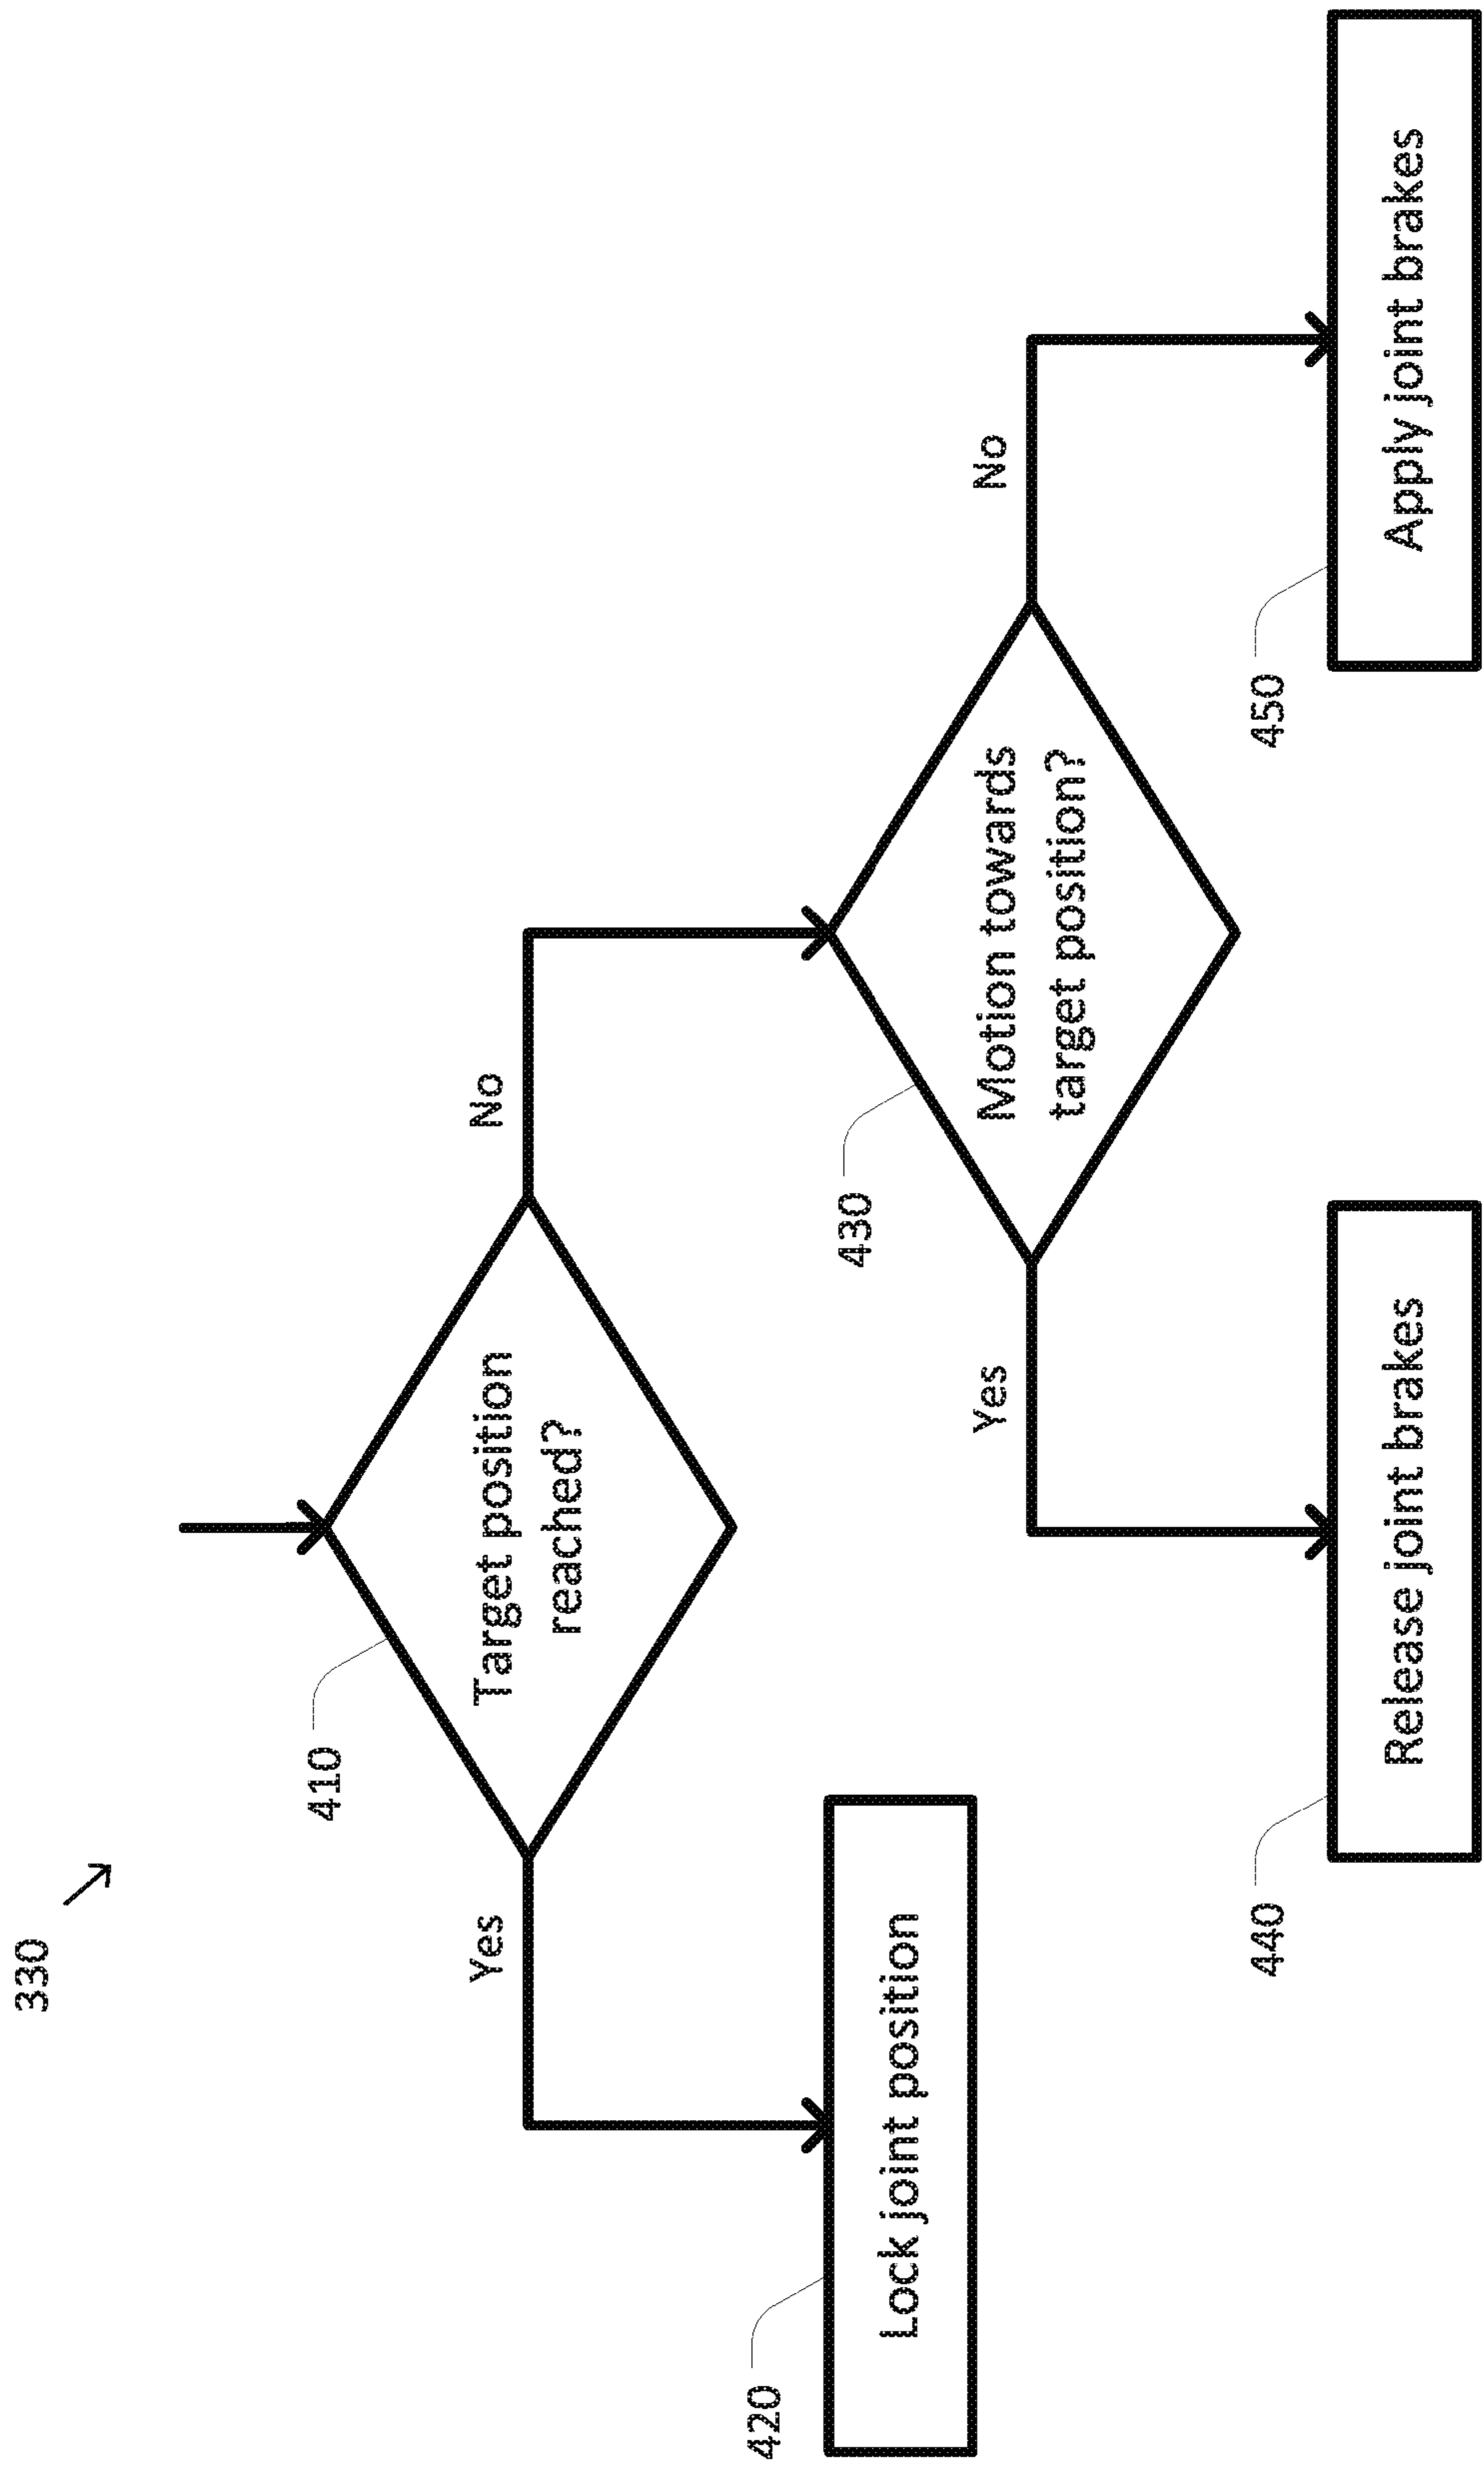 330
410
Target position
reached?
Yes
No
420
Lock joint position
430
Motion towards
target position?
Yes
No
440
Release joint brakes
450
Apply joint brakes